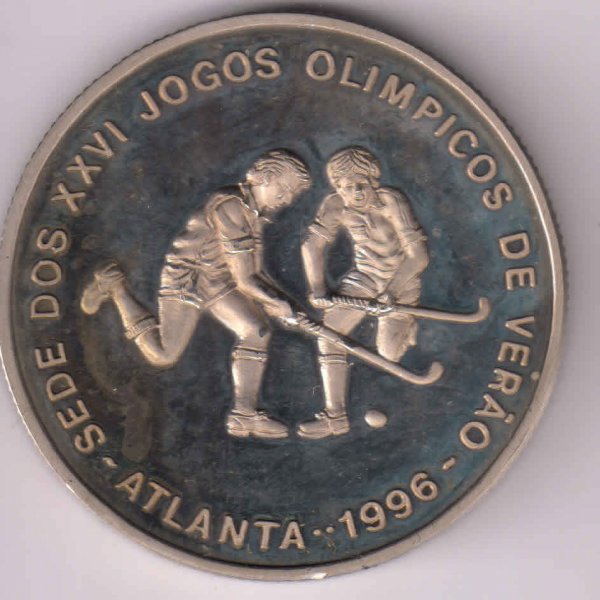 SEDE DOS XXVI JOGOS OLIMPICOS DE VERÃO
- ATLANTA ·· 1996 -